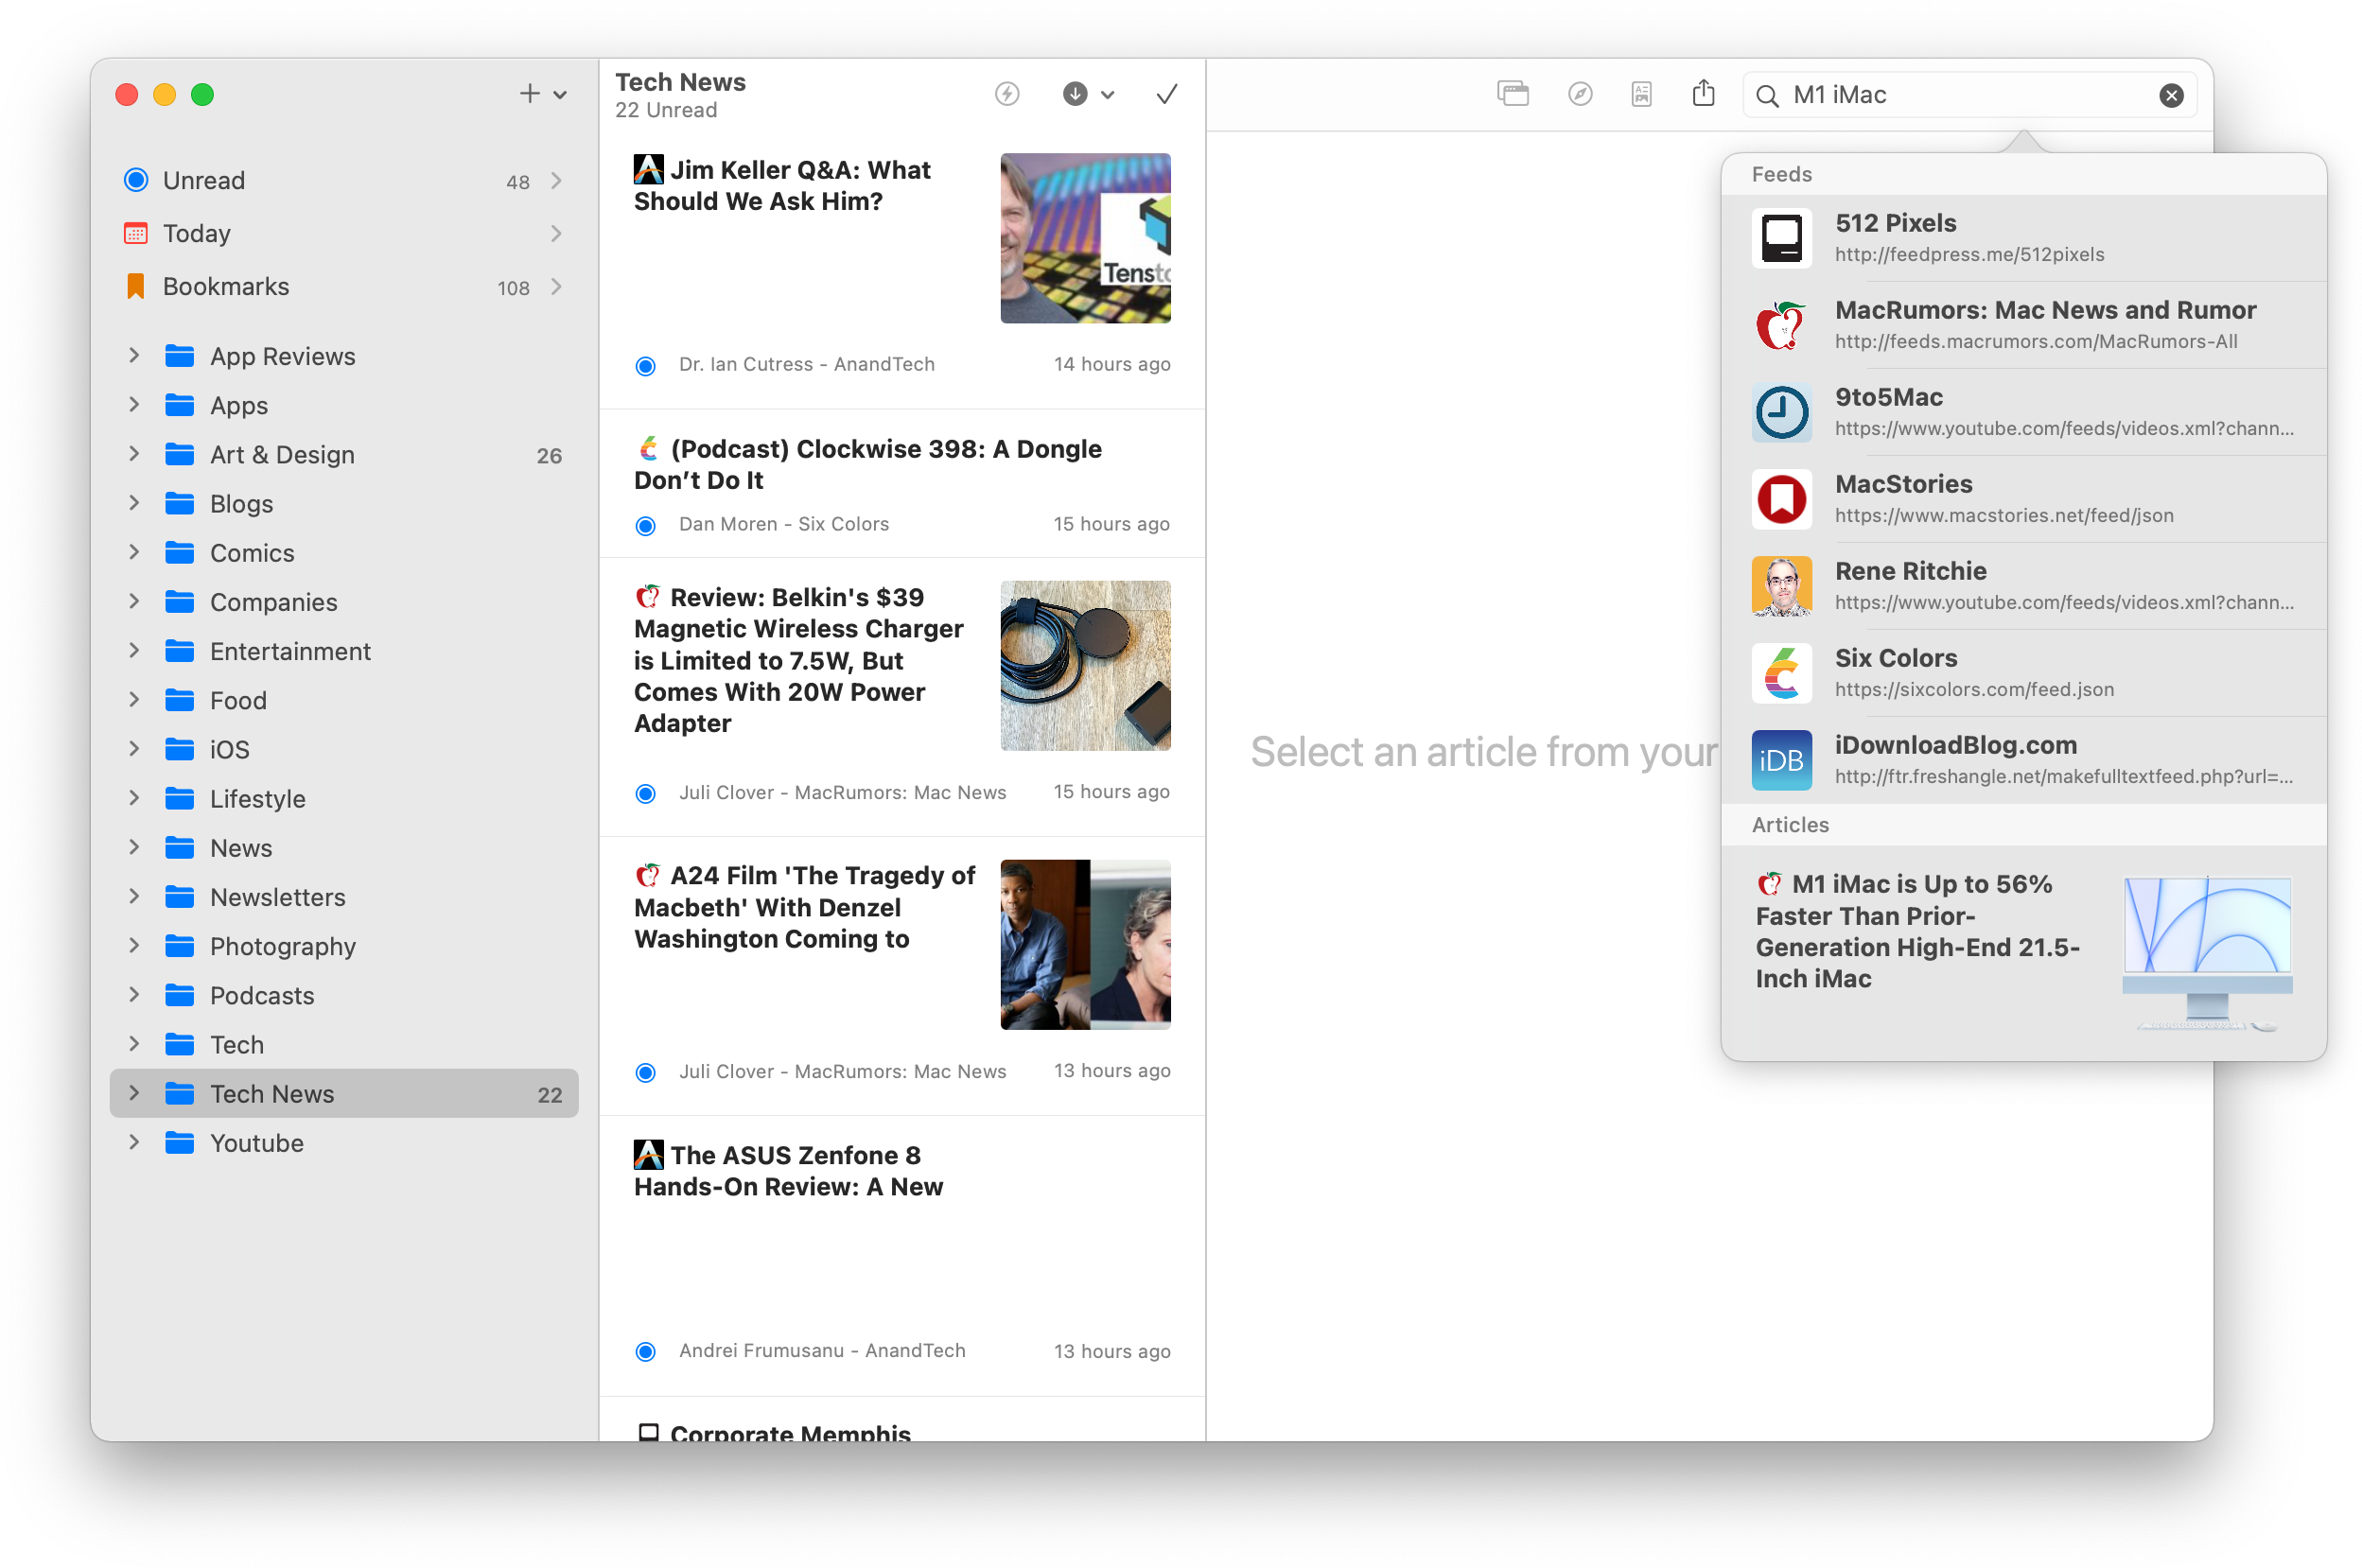 Unread 48
Today
Bookmarks 108
App Reviews
Apps
Art & Design 26
Blogs
Comics
Companies
Entertainment
Food
iOS
Lifestyle
News
Newsletters
Photography
Podcasts
Tech
Tech News 22
Youtube
Tech News
22 Unread
Jim Keller Q&A: What
Should We Ask Him?
Tensto
Dr. Ian Cutress - AnandTech 14 hours ago
(Podcast) Clockwise 398: A Dongle
Don’t Do It
Dan Moren - Six Colors 15 hours ago
Review: Belkin's $39
Magnetic Wireless Charger
is Limited to 7.5W, But
Comes With 20W Power
Adapter
Juli Clover - MacRumors: Mac News 15 hours ago
A24 Film 'The Tragedy of
Macbeth' With Denzel
Washington Coming to
Juli Clover - MacRumors: Mac News 13 hours ago
The ASUS Zenfone 8
Hands-On Review: A New
Andrei Frumusanu - AnandTech 13 hours ago
Corporate Memphis
M1 iMac
Select an article from your
Feeds
512 Pixels
http://feedpress.me/512pixels
MacRumors: Mac News and Rumor
http://feeds.macrumors.com/MacRumors-All
9to5Mac
https://www.youtube.com/feeds/videos.xml?chann...
MacStories
https://www.macstories.net/feed/json
Rene Ritchie
https://www.youtube.com/feeds/videos.xml?chann...
Six Colors
https://sixcolors.com/feed.json
iDB
iDownloadBlog.com
http://ftr.freshangle.net/makefulltextfeed.php?url=...
Articles
M1 iMac is Up to 56%
Faster Than Prior-
Generation High-End 21.5-
Inch iMac